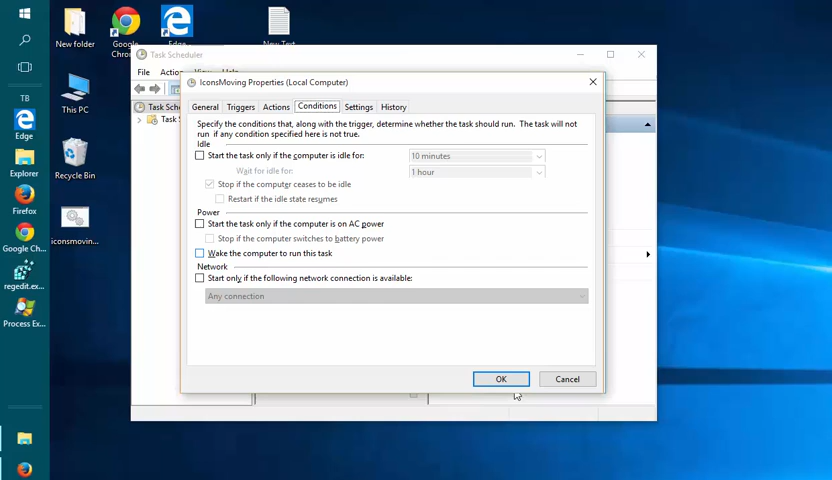 New folder
Google
Chro
Edge
New Text
Task Scheduler
File Action View Help
TB
This PC
Edge
Explorer
Recycle Bin
Firefox
Google Ch...
iconsmovin...
regedit.ex...
Process Ex...
Task Sche
Task S
IconsMoving Properties (Local Computer)
General Triggers Actions Conditions Settings History
Specify the conditions that, along with the trigger, determine whether the task should run. The task will not
run if any condition specified here is not true.
Idle
Start the task only if the computer is idle for: 10 minutes
Wait for idle for: 1 hour
Stop if the computer ceases to be idle
Restart if the idle state resumes
Power
Start the task only if the computer is on AC power
Stop if the computer switches to battery power
Wake the computer to run this task
Network
Start only if the following network connection is available:
Any connection
OK Cancel